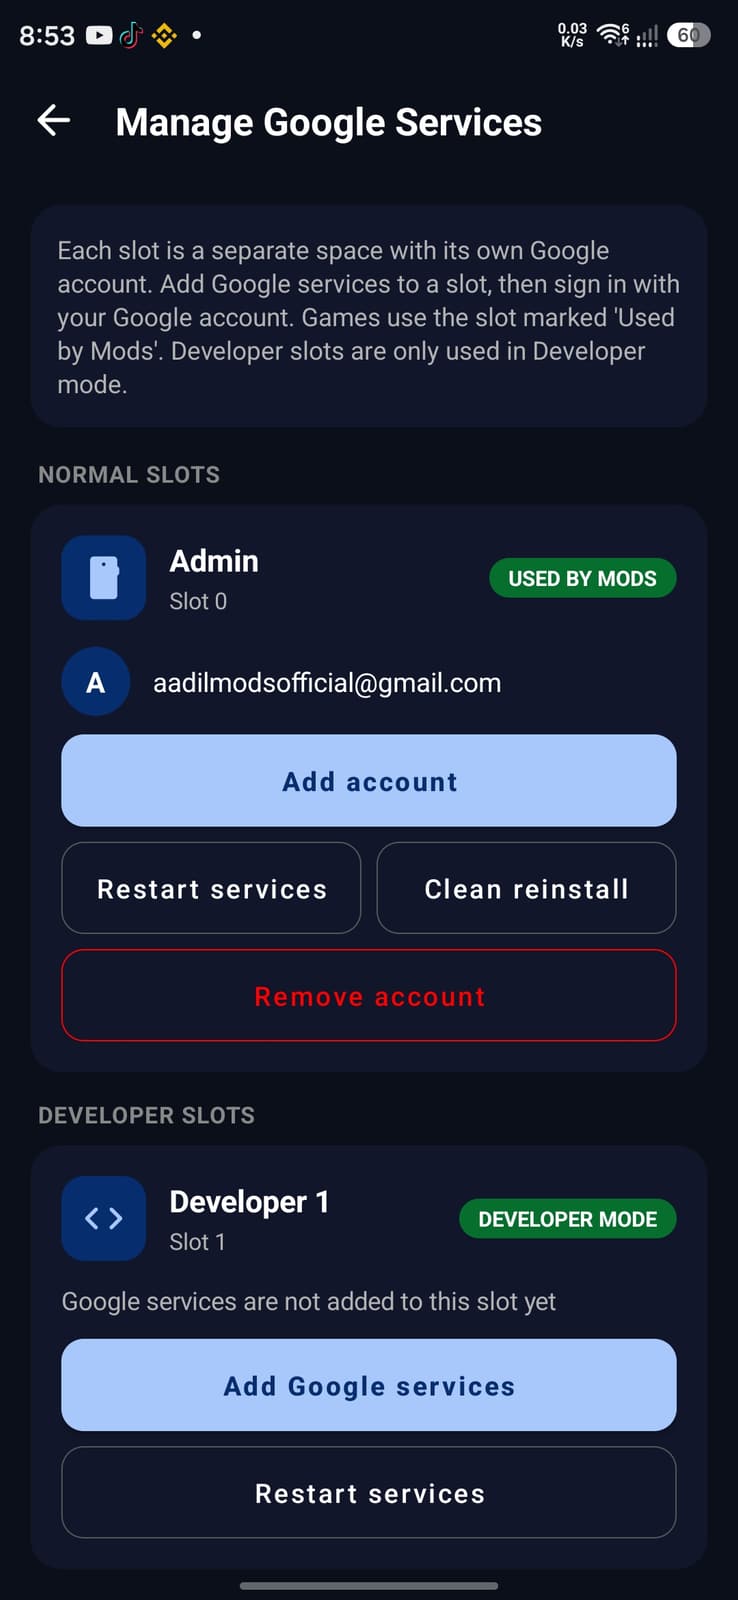 8:53
0.03
K/s
6
60
Manage Google Services
Each slot is a separate space with its own Google
account. Add Google services to a slot, then sign in with
your Google account. Games use the slot marked 'Used
by Mods'. Developer slots are only used in Developer
mode.
NORMAL SLOTS
Admin
Slot 0
USED BY MODS
A
aadilmodsofficial@gmail.com
Add account
Restart services
Clean reinstall
Remove account
DEVELOPER SLOTS
Developer 1
Slot 1
DEVELOPER MODE
Google services are not added to this slot yet
Add Google services
Restart services